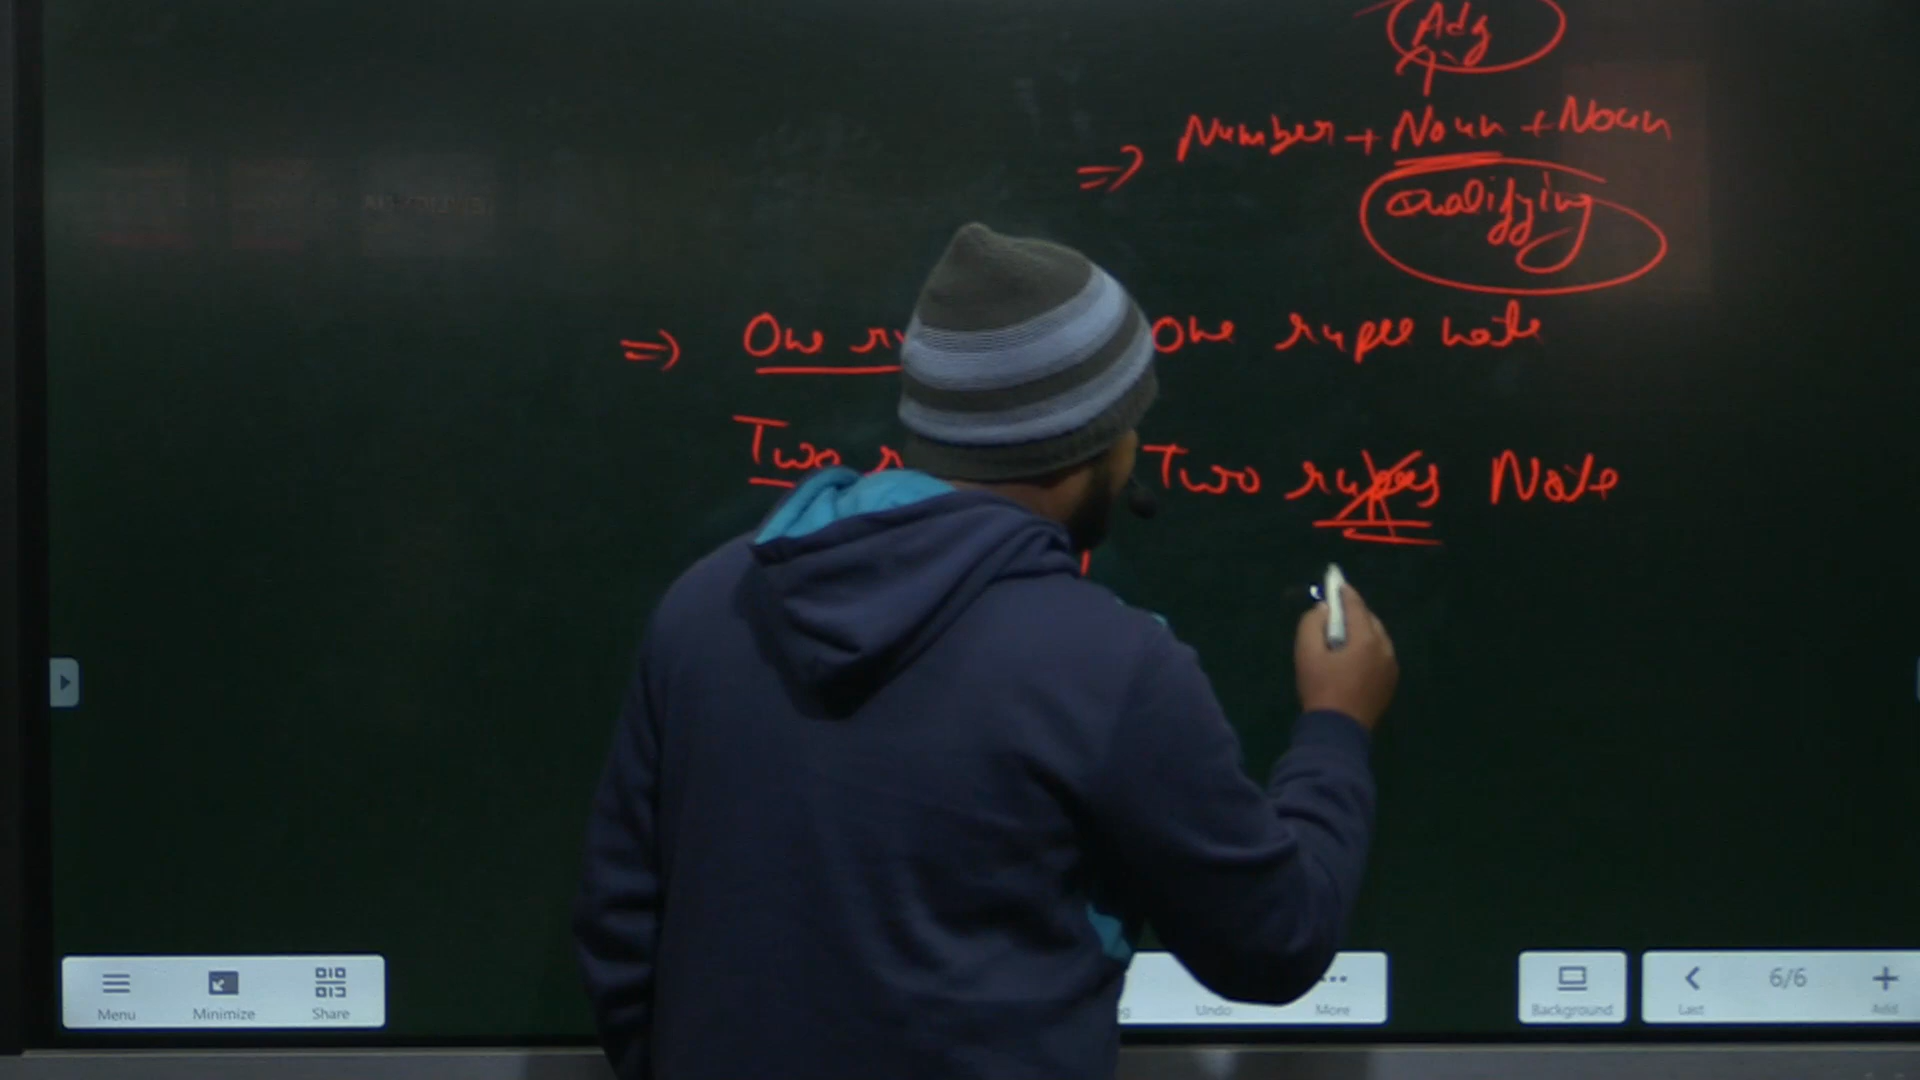 Adj
⇒ Number + Noun + Noun
Qualifying
⇒ One One rupee note
Two Two rupees Note
Menu Minimize Share Undo More Background Last 6/6 Add